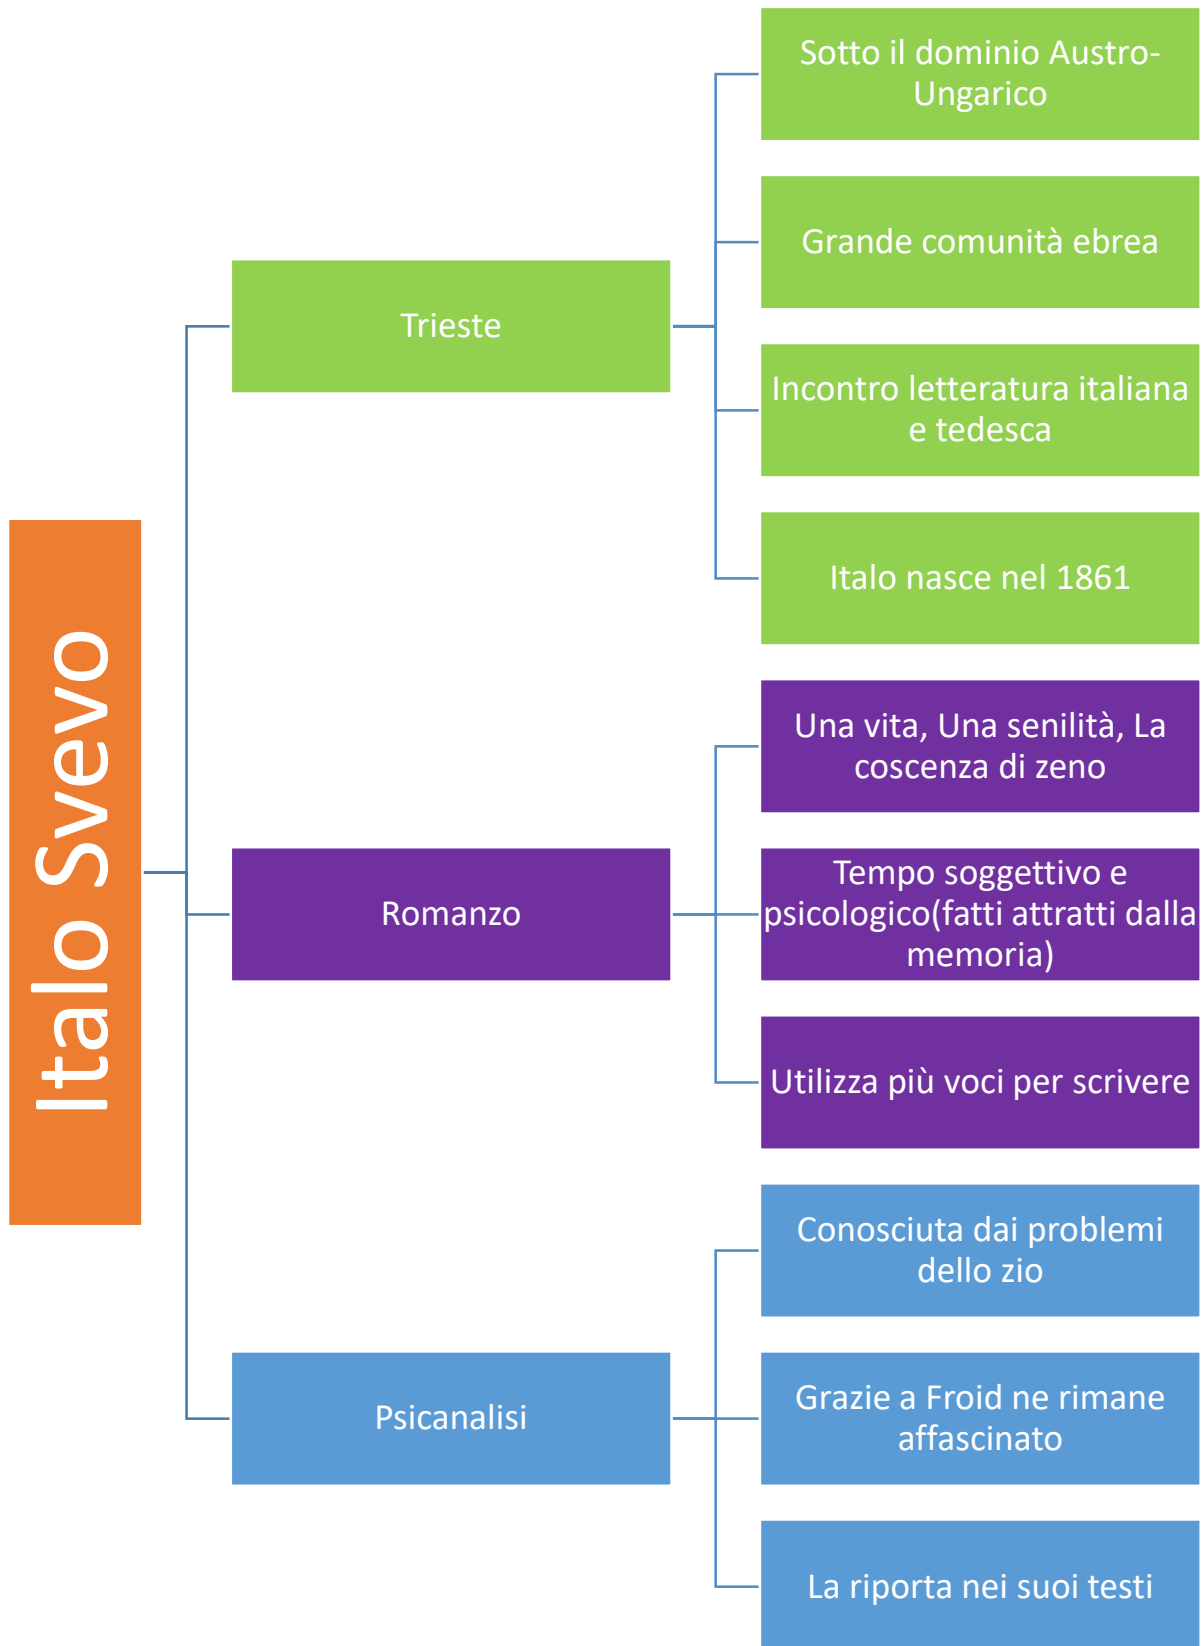 Italo Svevo
Trieste
Sotto il dominio Austro-
Ungarico
Grande comunità ebrea
Incontro letteratura italiana
e tedesca
Italo nasce nel 1861
Romanzo
Una vita, Una senilità, La
coscenza di zeno
Tempo soggettivo e
psicologico(fatti attratti dalla
memoria)
Utilizza più voci per scrivere
Psicanalisi
Conosciuta dai problemi
dello zio
Grazie a Froid ne rimane
affascinato
La riporta nei suoi testi